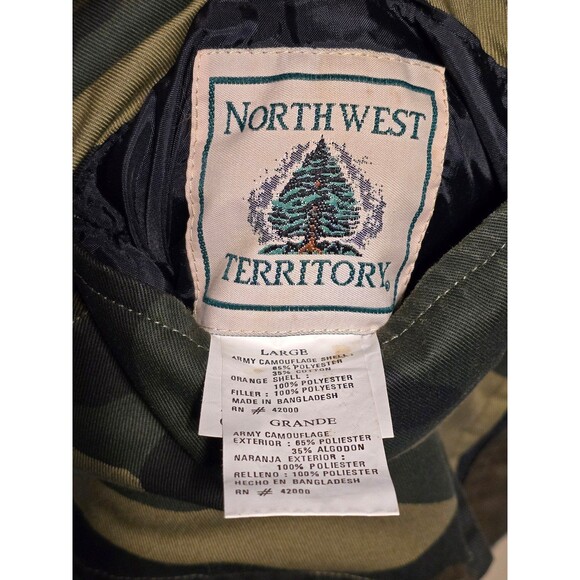 NORTHWEST
TERRITORY®
LARGE
ARMY CAMOUFLAGE SHELL :
65% POLYESTER
35% COTTON
ORANGE SHELL :
100% POLYESTER
FILLER : 100% POLYESTER
MADE IN BANGLADESH
RN # 42000
GRANDE
ARMY CAMOUFLAGE
EXTERIOR : 65% POLIESTER
35% ALGODON
NARANJA EXTERIOR :
100% POLIESTER
RELLENO : 100% POLIESTER
HECHO EN BANGLADESH
RN # 42000